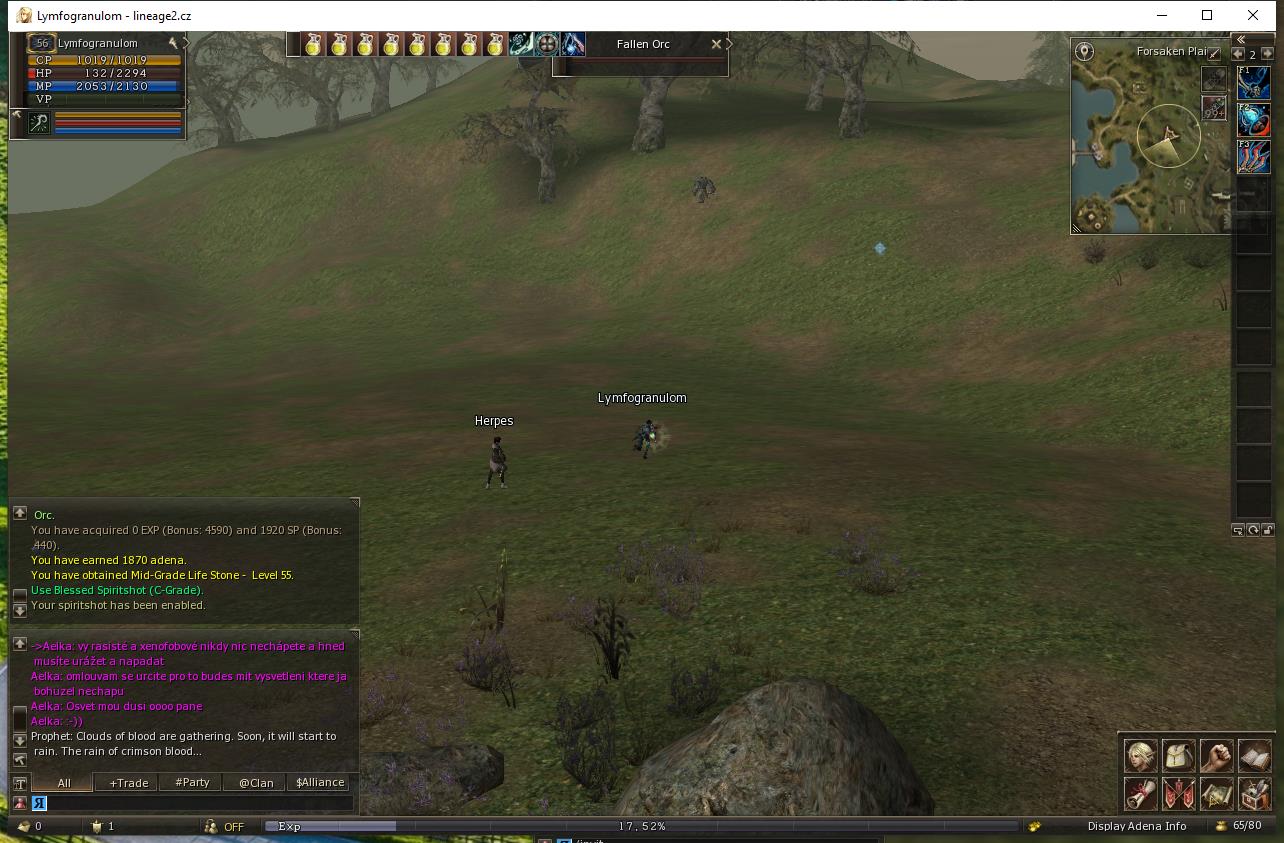 Lymfogranulom - lineage2.cz
56 Lymfogranulom
CP 1019/1019
HP 132/2294
MP 2053/2130
VP
Fallen Orc
Forsaken Plai
2
99+
F1
F2
F3
Lymfogranulom
Herpes
Orc.
You have acquired 0 EXP (Bonus: 4590) and 1920 SP (Bonus:
440).
You have earned 1870 adena.
You have obtained Mid-Grade Life Stone - Level 55.
Use Blessed Spiritshot (C-Grade).
Your spiritshot has been enabled.
->Aelka: vy rasisté a xenofobové nikdy nic nechápete a hned
musíte urážet a napadat
Aelka: omlouvam se urcite pro to budes mit vysvetleni ktere ja
bohuzel nechapu
Aelka: Osvet mou dusi oooo pane
Aelka: :-))
Prophet: Clouds of blood are gathering. Soon, it will start to
rain. The rain of crimson blood...
All +Trade #Party @Clan $Alliance
Я
0 1 OFF Exp 17,52% Display Adena Info 65/80